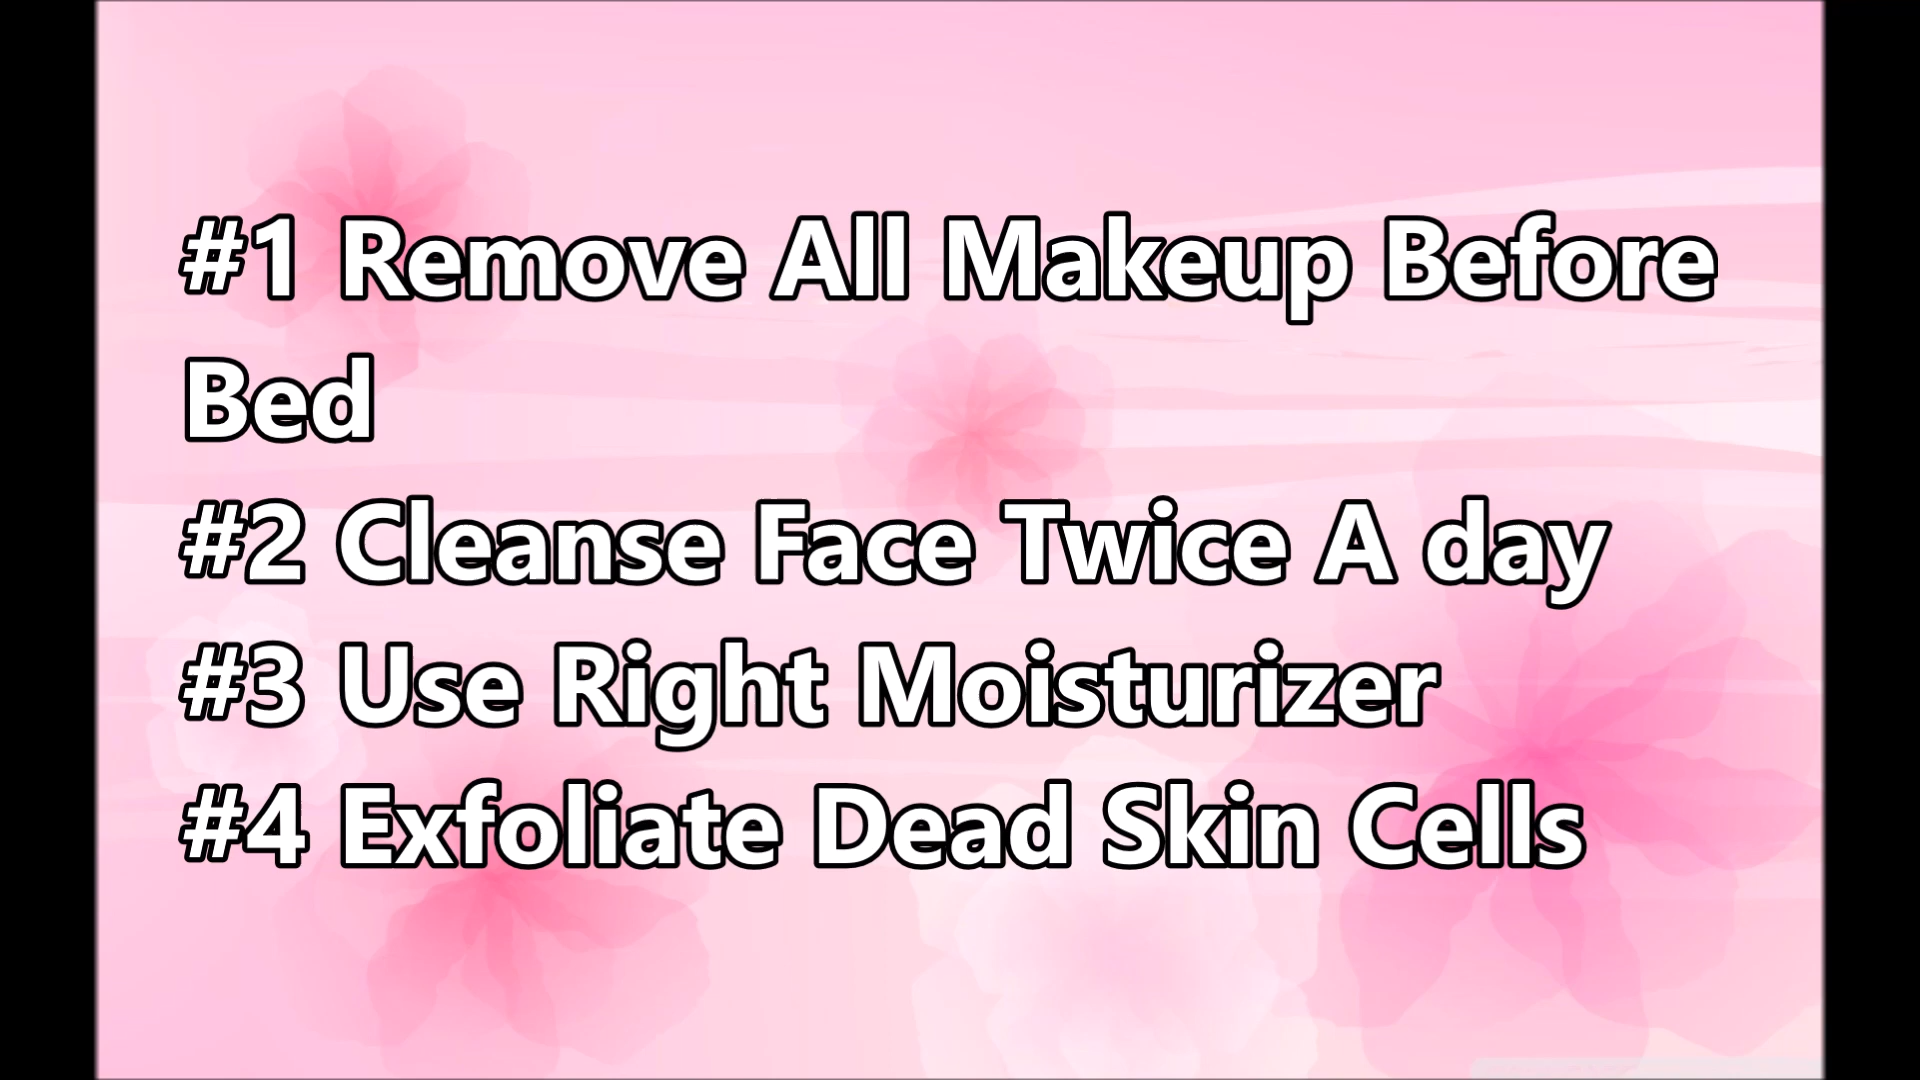 #1 Remove All Makeup Before
Bed
#2 Cleanse Face Twice A day
#3 Use Right Moisturizer
#4 Exfoliate Dead Skin Cells